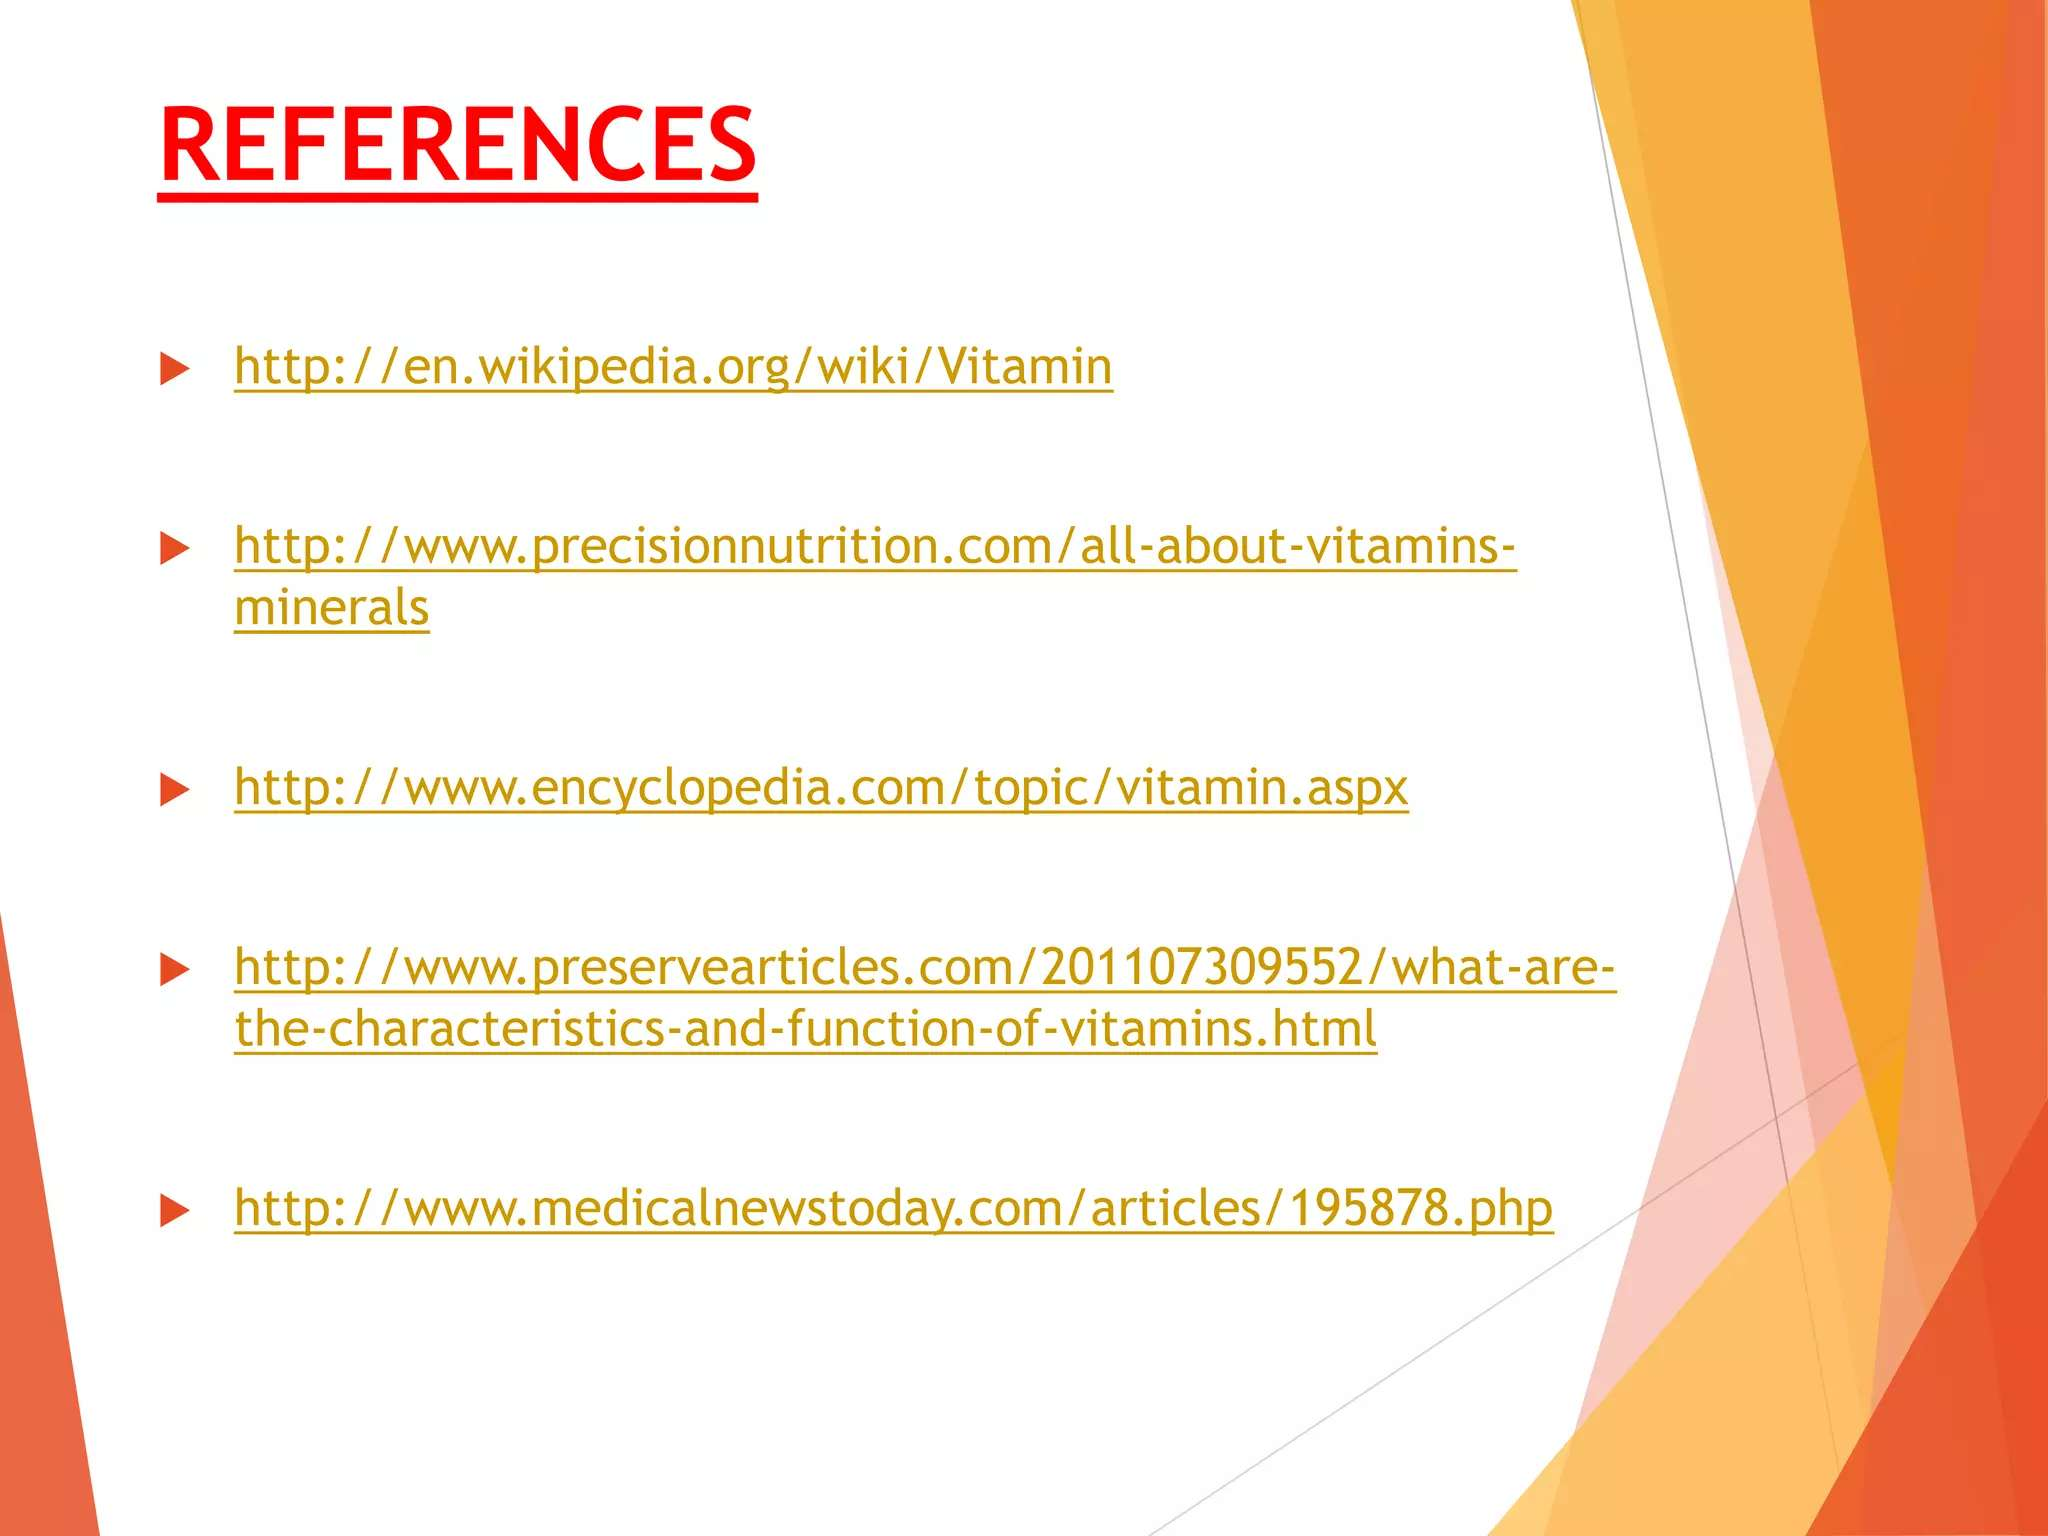 REFERENCES
http://en.wikipedia.org/wiki/Vitamin
http://www.precisionnutrition.com/all-about-vitamins-
minerals
http://www.encyclopedia.com/topic/vitamin.aspx
http://www.preservearticles.com/201107309552/what-are-
the-characteristics-and-function-of-vitamins.html
http://www.medicalnewstoday.com/articles/195878.php